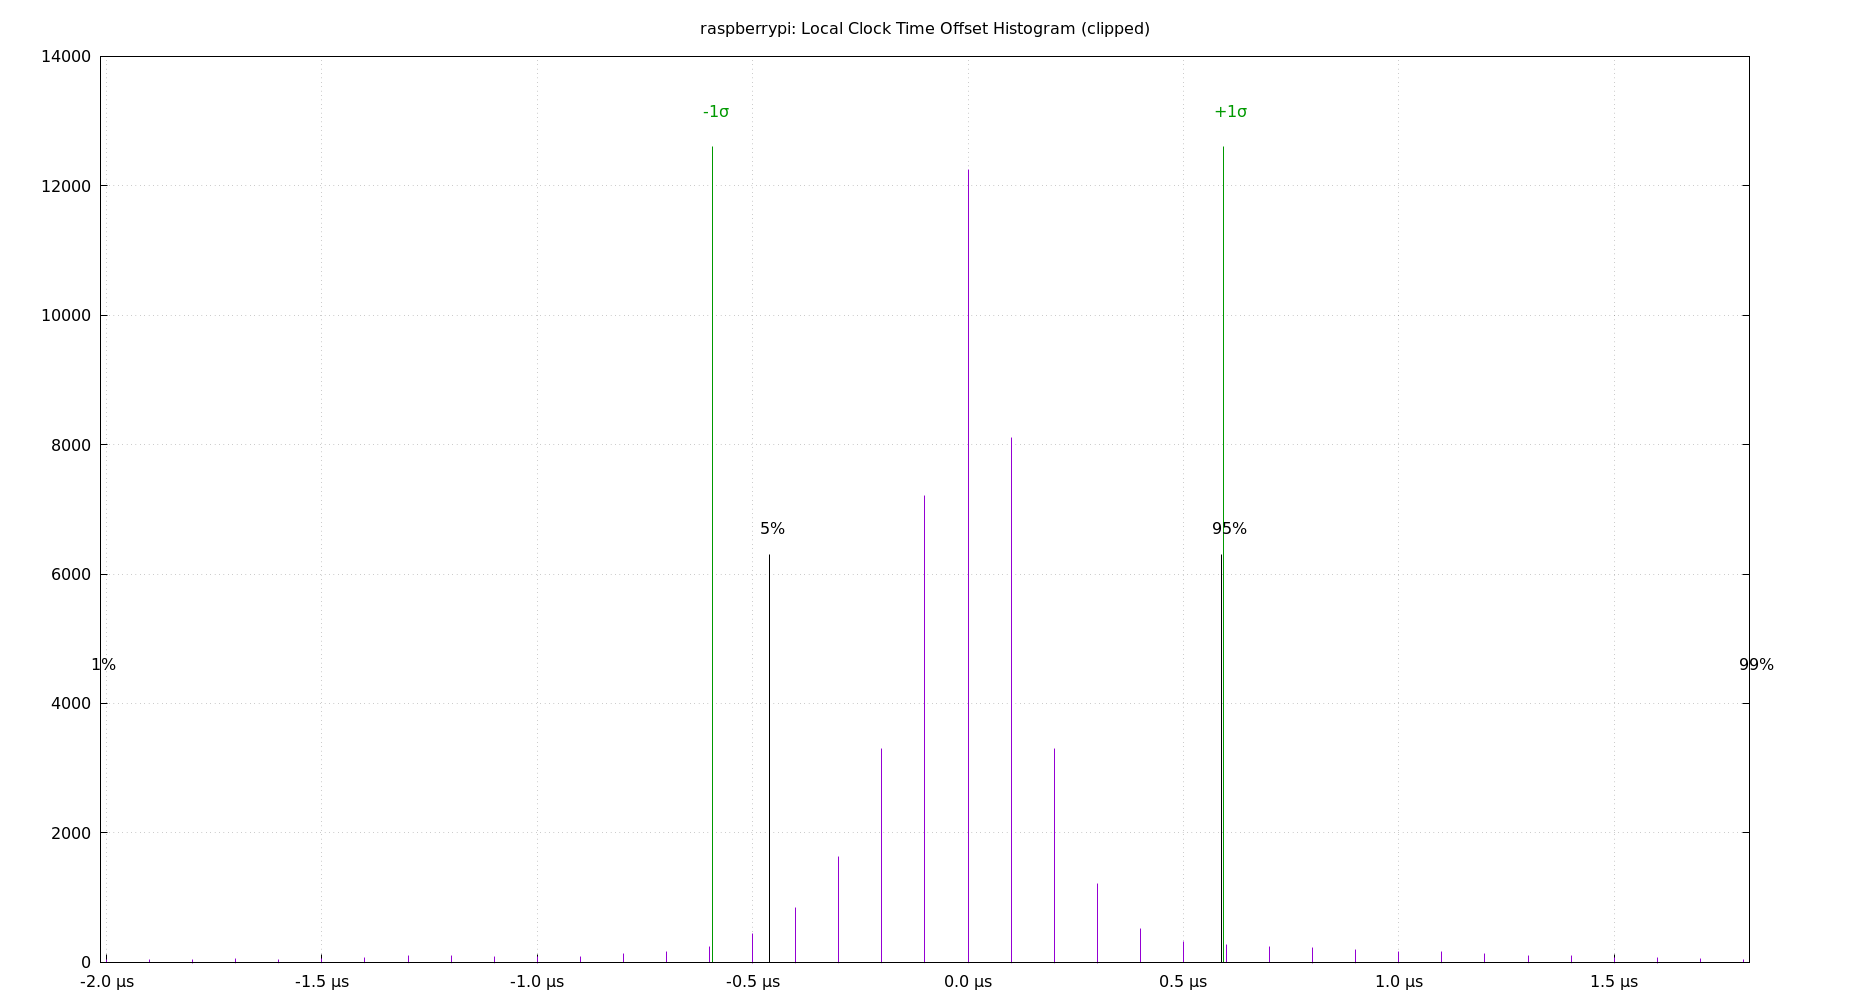 raspberrypi: Local Clock Time Offset Histogram (clipped)
14000
-1σ
+1σ
12000
10000
8000
5%
95%
6000
1%
99%
4000
2000
0
-2.0 µs
-1.5 µs
-1.0 µs
-0.5 µs
0.0 µs
0.5 µs
1.0 µs
1.5 µs